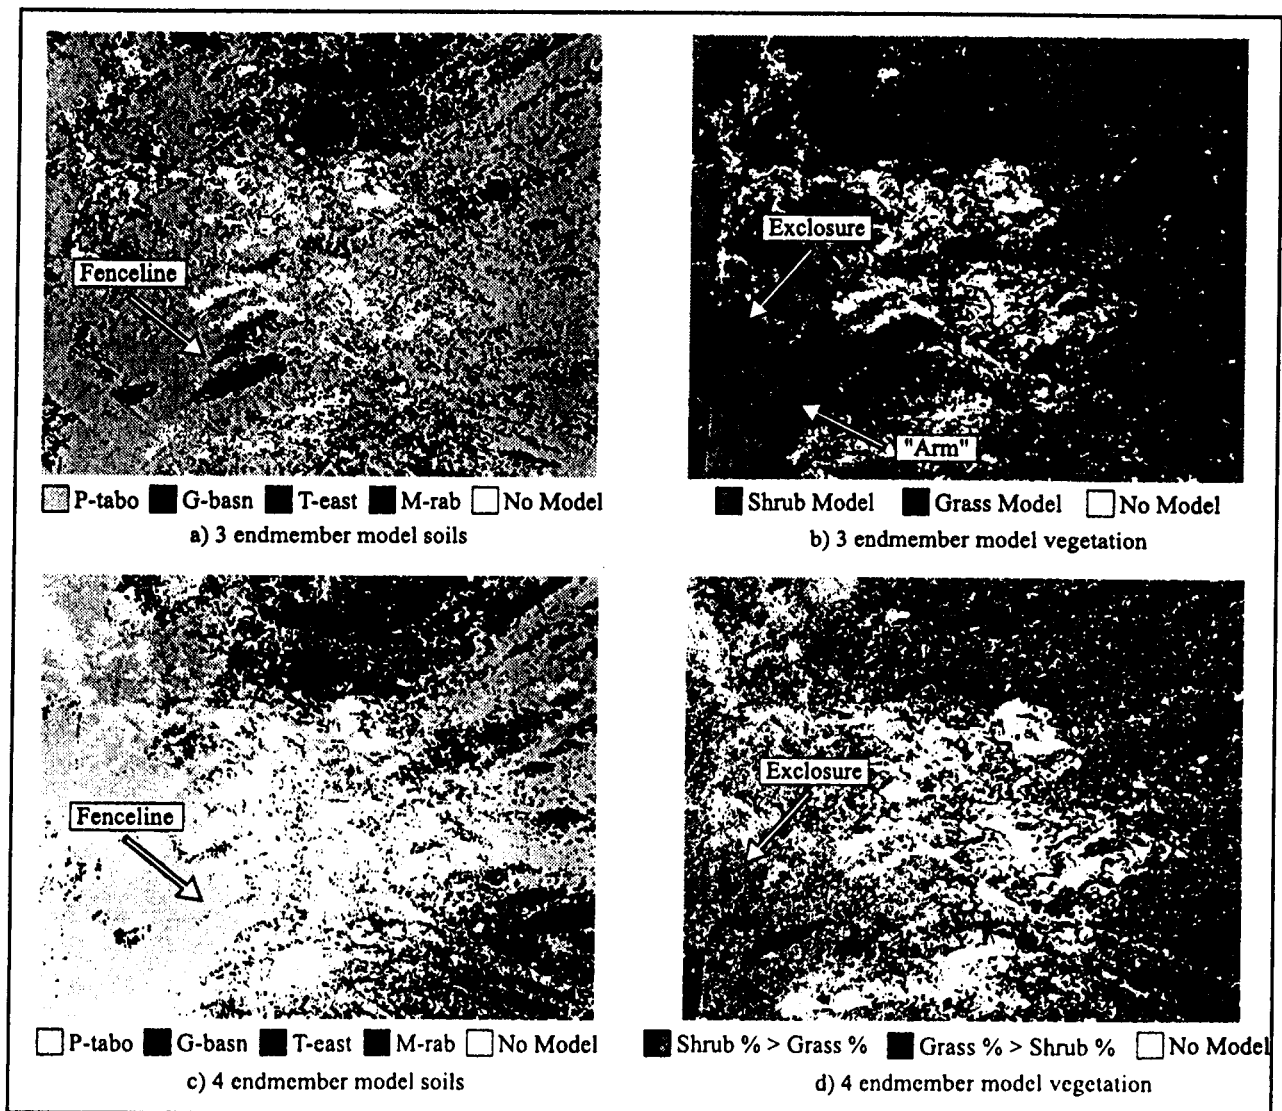 Fenceline
P-tabo G-basn T-east M-rab No Model
a) 3 endmember model soils
Exclosure
"Arm"
Shrub Model Grass Model No Model
b) 3 endmember model vegetation
Fenceline
P-tabo G-basn T-east M-rab No Model
c) 4 endmember model soils
Exclosure
Shrub % > Grass % Grass % > Shrub % No Model
d) 4 endmember model vegetation